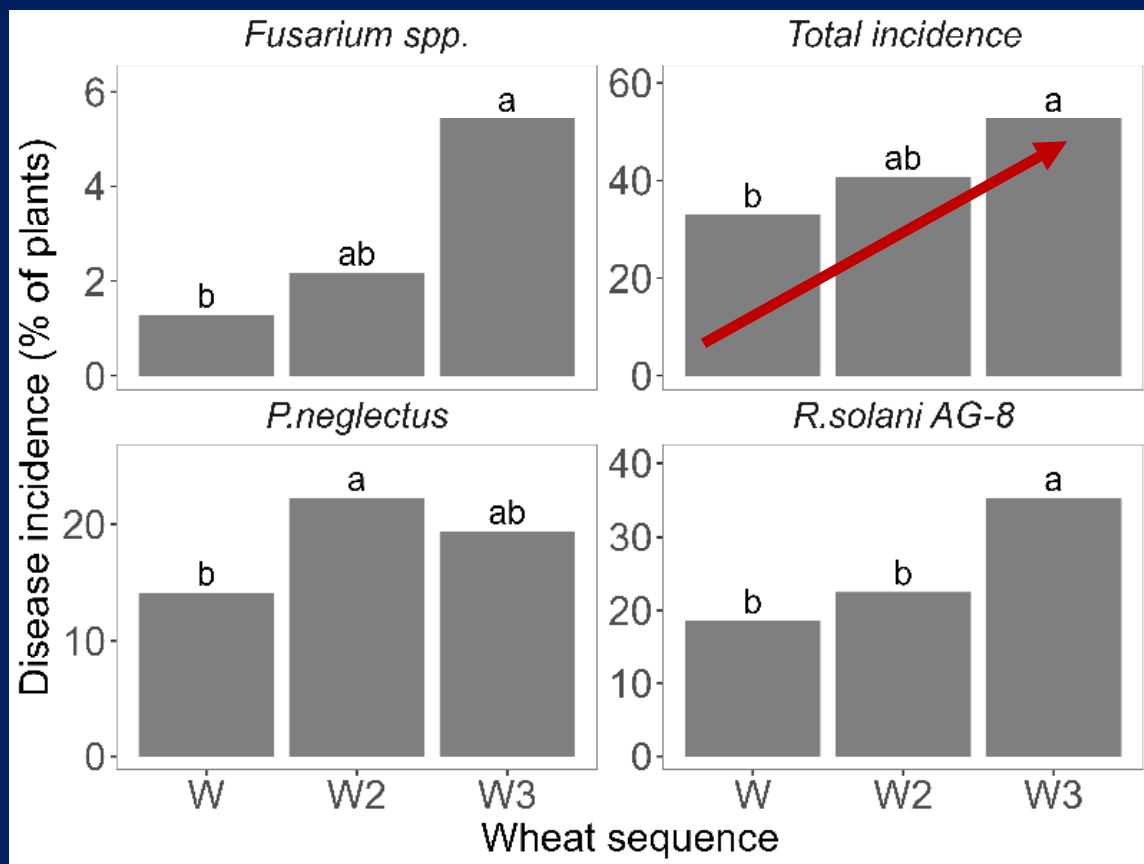 Disease incidence (% of plants)
Fusarium spp.
6
4
2
0
b
ab
a
Total incidence
60
40
20
0
b
ab
a
P.neglectus
20
10
0
b
a
ab
R.solani AG-8
40
30
20
10
0
b
b
a
W W2 W3
W W2 W3
Wheat sequence